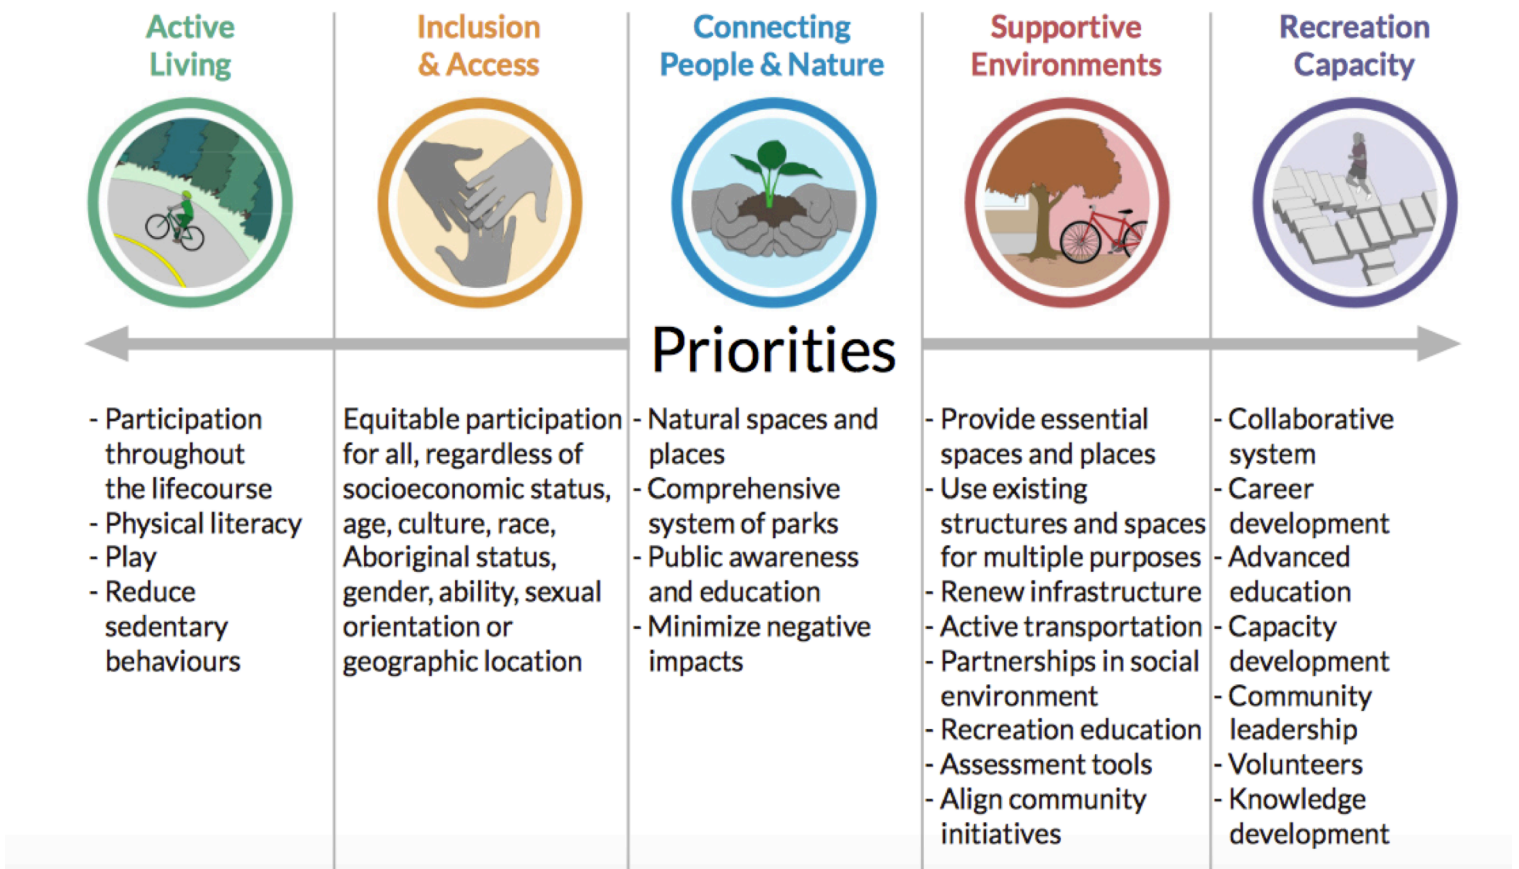 Active
Living
Inclusion
& Access
Connecting
People & Nature
Supportive
Environments
Recreation
Capacity
Priorities
- Participation
throughout
the lifecourse
- Physical literacy
- Play
- Reduce
sedentary
behaviours
Equitable participation
for all, regardless of
socioeconomic status,
age, culture, race,
Aboriginal status,
gender, ability, sexual
orientation or
geographic location
- Natural spaces and
places
- Comprehensive
system of parks
- Public awareness
and education
- Minimize negative
impacts
- Provide essential
spaces and places
- Use existing
structures and spaces
for multiple purposes
- Renew infrastructure
- Active transportation
- Partnerships in social
environment
- Recreation education
- Assessment tools
- Align community
initiatives
- Collaborative
system
- Career
development
- Advanced
education
- Capacity
development
- Community
leadership
- Volunteers
- Knowledge
development